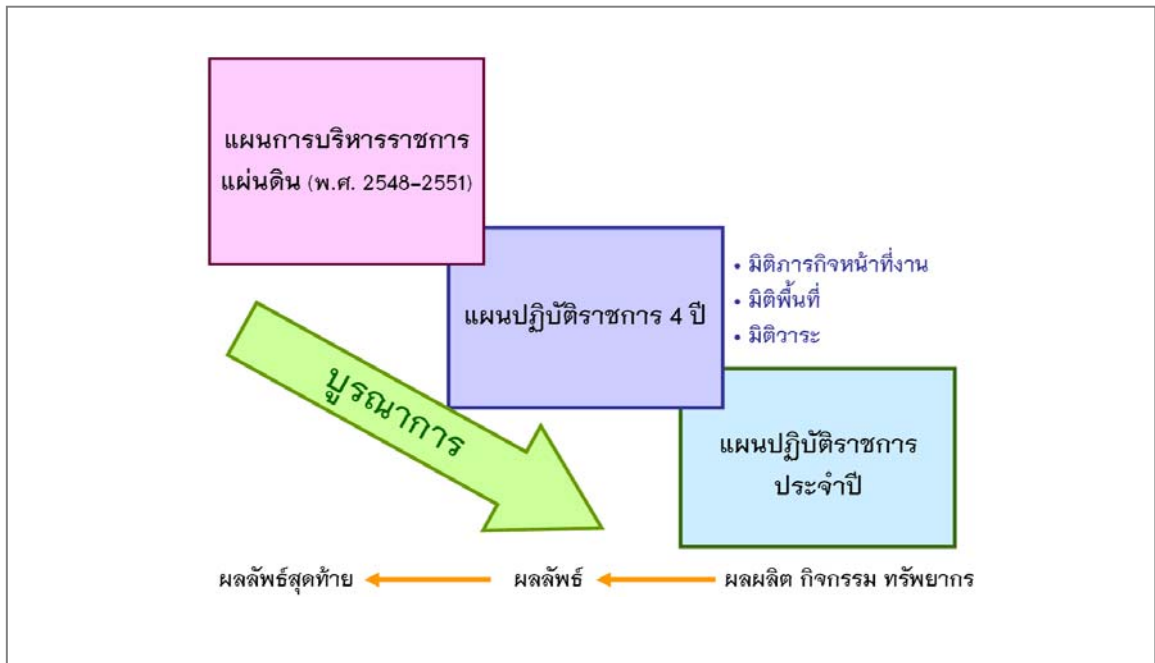 แผนการบริหารราชการ
แผ่นดิน (พ.ศ. 2548-2551)
แผนปฏิบัติราชการ 4 ปี
• มิติภารกิจหน้าที่งาน
• มิติพื้นที่
• มิติวาระ
บูรณาการ
แผนปฏิบัติราชการ
ประจำปี
ผลลัพธ์สุดท้าย
ผลลัพธ์
ผลผลิต กิจกรรม ทรัพยากร